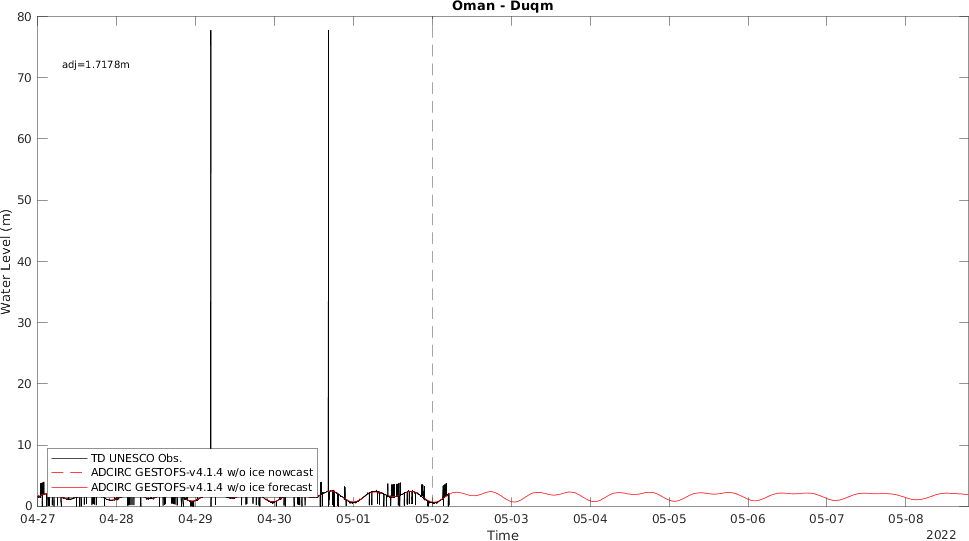 Oman - Duqm
80
70
60
50
40
30
20
10
0
adj=1.7178m
Water Level (m)
TD UNESCO Obs.
ADCIRC GESTOFS-v4.1.4 w/o ice nowcast
ADCIRC GESTOFS-v4.1.4 w/o ice forecast
04-27 04-28 04-29 04-30 05-01 05-02 05-03 05-04 05-05 05-06 05-07 05-08
Time
2022